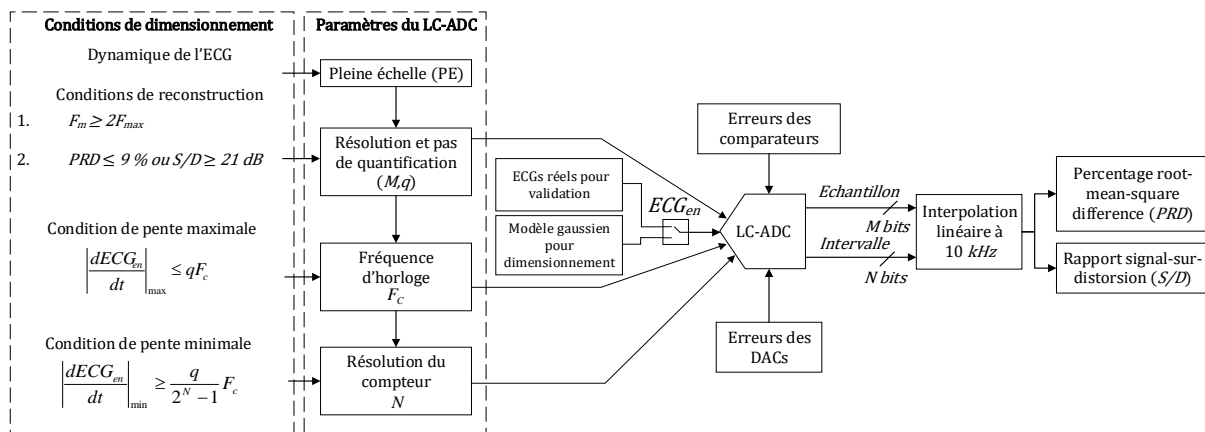 Conditions de dimensionnement
Dynamique de l'ECG
Conditions de reconstruction
1. F_m ≥ 2F_max
2. PRD ≤ 9 % ou S/D ≥ 21 dB
Condition de pente maximale
|dECG_en/dt|_max ≤ qF_c
Condition de pente minimale
|dECG_en/dt|_min ≥ q/(2^N − 1) F_c
Paramètres du LC-ADC
Pleine échelle (PE)
Résolution et pas
de quantification
(M,q)
Fréquence
d'horloge
F_C
Résolution du
compteur
N
ECGs réels pour
validation
Modèle gaussien
pour
dimensionnement
ECG_en
Erreurs des
comparateurs
LC-ADC
Erreurs des
DACs
Echantillon
M bits
Intervalle
N bits
Interpolation
linéaire à
10 kHz
Percentage root-
mean-square
difference (PRD)
Rapport signal-sur-
distorsion
(S/D)